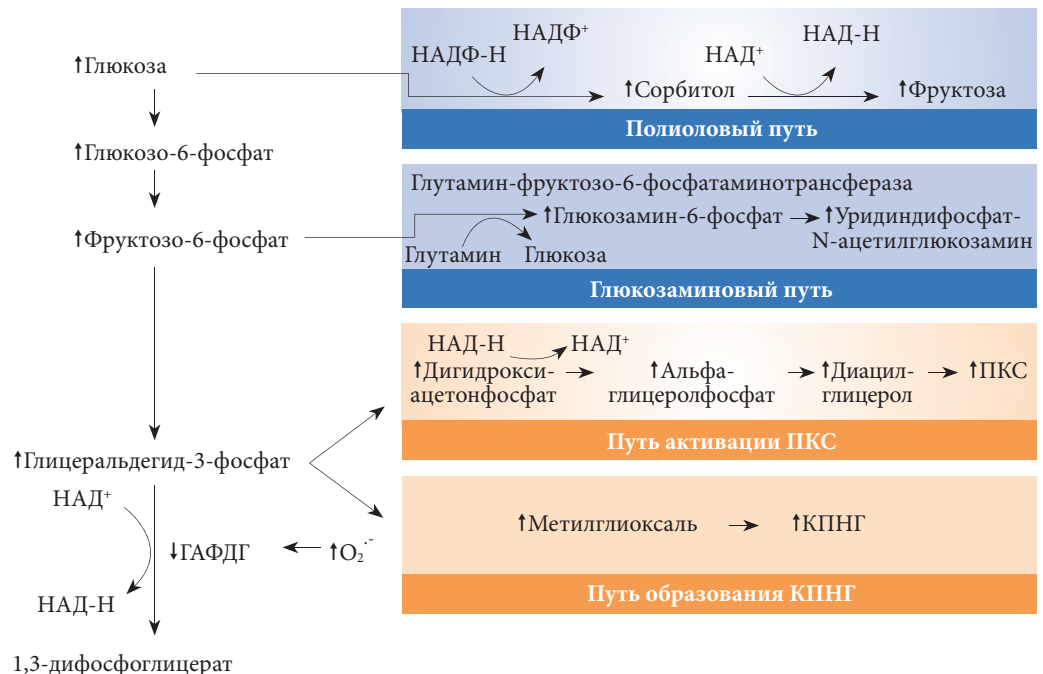 ↑Глюкоза
↑Глюкозо-6-фосфат
↑Фруктозо-6-фосфат
↑Глицеральдегид-3-фосфат
НАД⁺
↓ГАФДГ
↑О₂˙⁻
НАД-Н
1,3-дифосфоглицерат
НАДФ-Н
НАДФ⁺
↑Сорбитол
НАД⁺
НАД-Н
↑Фруктоза
Полиоловый путь
Глутамин-фруктозо-6-фосфатаминотрансфераза
↑Глюкозамин-6-фосфат
↑Уридиндифосфат-
N-ацетилглюкозамин
Глутамин
Глюкоза
Глюкозаминовый путь
НАД-Н
НАД⁺
↑Дигидрокси-
ацетонфосфат
↑Альфа-
глицеролфосфат
↑Диацил-
глицерол
↑ПКС
Путь активации ПКС
↑Метилглиоксаль
↑КПНГ
Путь образования КПНГ